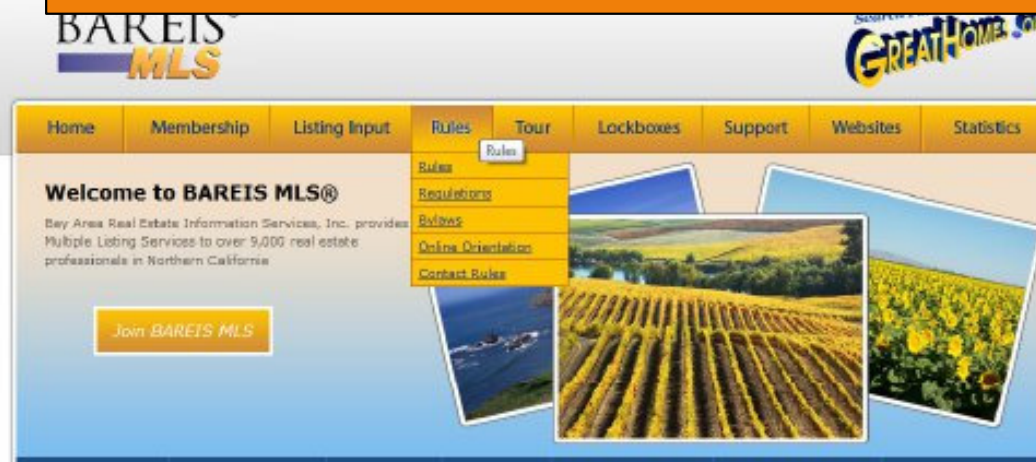 BAREIS®
MLS
GREATHOMES
Home Membership Listing Input Rules Tour Lockboxes Support Websites Statistics
Rules
Rules
Regulations
Bylaws
Online Orientation
Contact Rules
Welcome to BAREIS MLS®
Bay Area Real Estate Information Services, Inc. provides
Multiple Listing Services to over 9,000 real estate
professionals in Northern California
Join BAREIS MLS